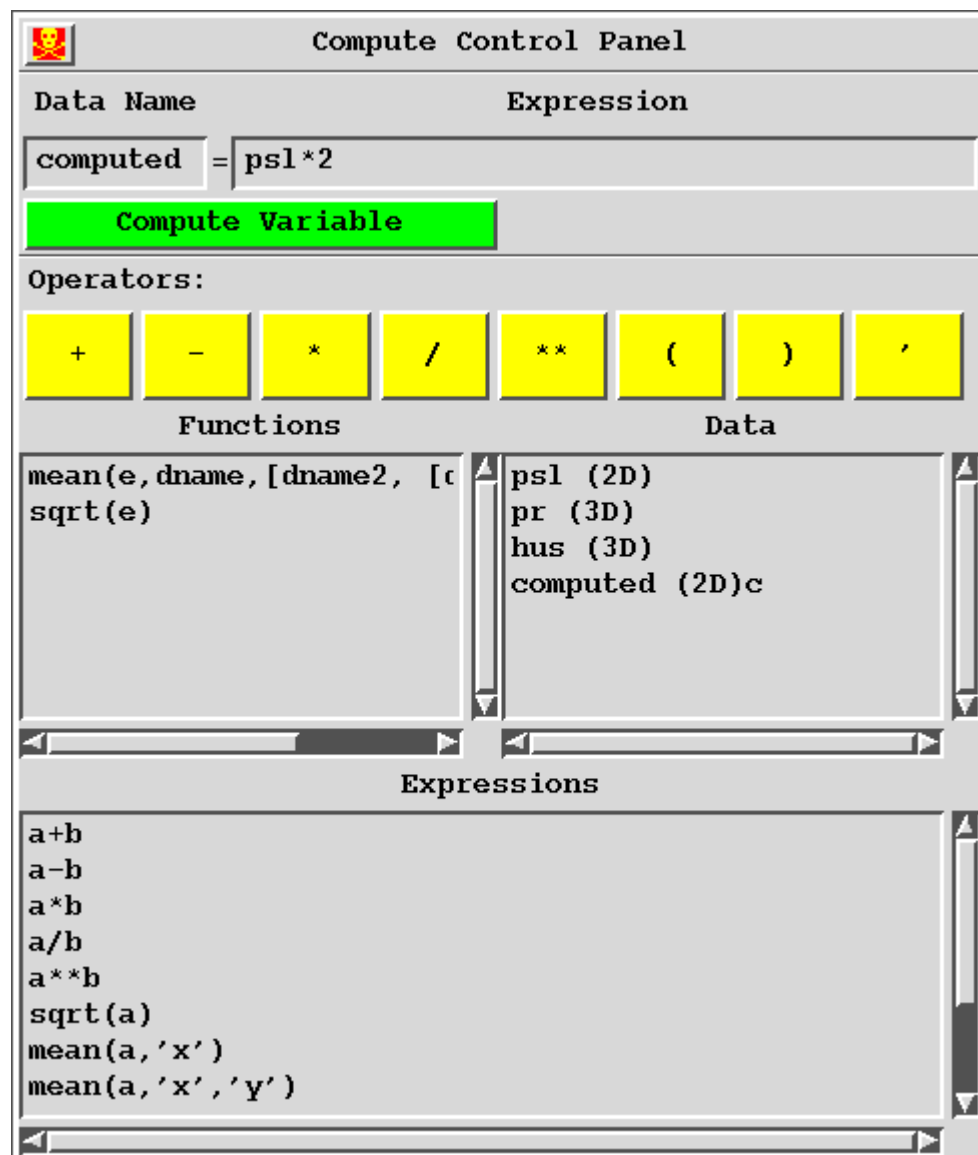 Compute Control Panel
Data Name Expression
computed = psl*2
Compute Variable
Operators:
+ - * / ** ( ) ′
Functions
mean(e,dname,[dname2, [d
sqrt(e)
Data
psl (2D)
pr (3D)
hus (3D)
computed (2D)c
Expressions
a+b
a-b
a*b
a/b
a**b
sqrt(a)
mean(a,′x′)
mean(a,′x′,′y′)